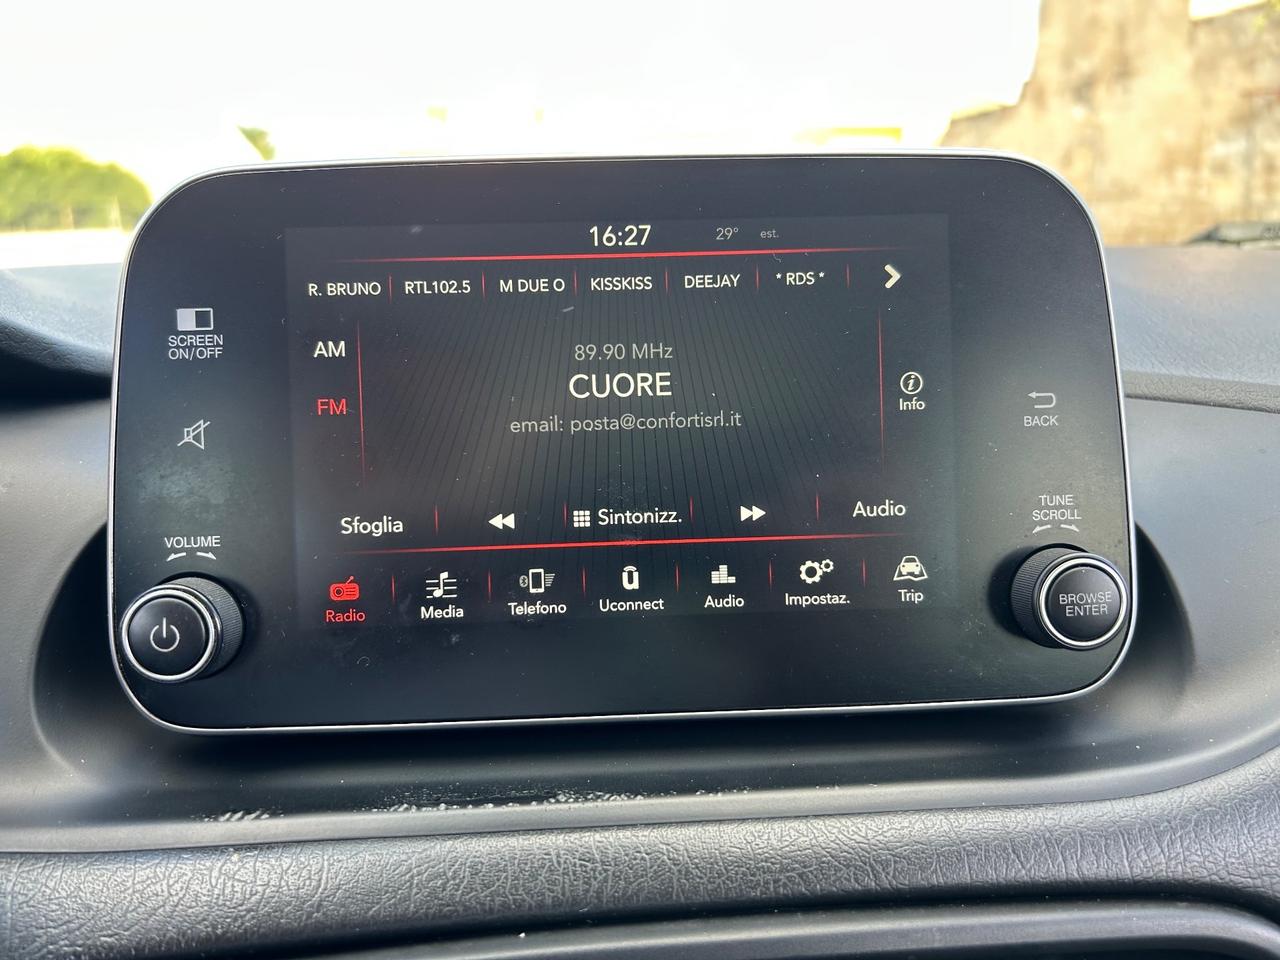 16:27 29° est.
R. BRUNO RTL102.5 M DUE O KISSKISS DEEJAY * RDS *
SCREEN
ON/OFF
AM
FM
89.90 MHz
CUORE
email: posta@confortisrl.it
Info
BACK
Sfoglia Sintonizz. Audio
TUNE
SCROLL
VOLUME
Radio Media Telefono Uconnect Audio Impostaz. Trip
BROWSE
ENTER